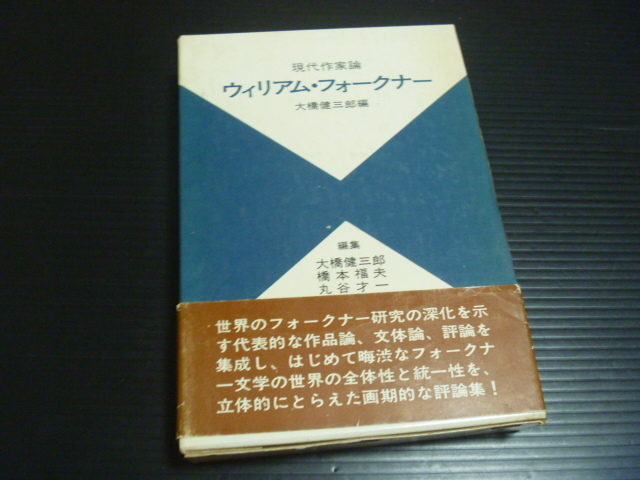 現代作家論
ウィリアム・フォークナー
大橋健三郎編
編集
大橋健三郎
橋本福夫
丸谷才一
世界のフォークナー研究の深化を示
す代表的な作品論、文体論、評論を
集成し、はじめて晦渋なフォークナ
ー文学の世界の全体性と統一性を、
立体的にとらえた画期的な評論集!